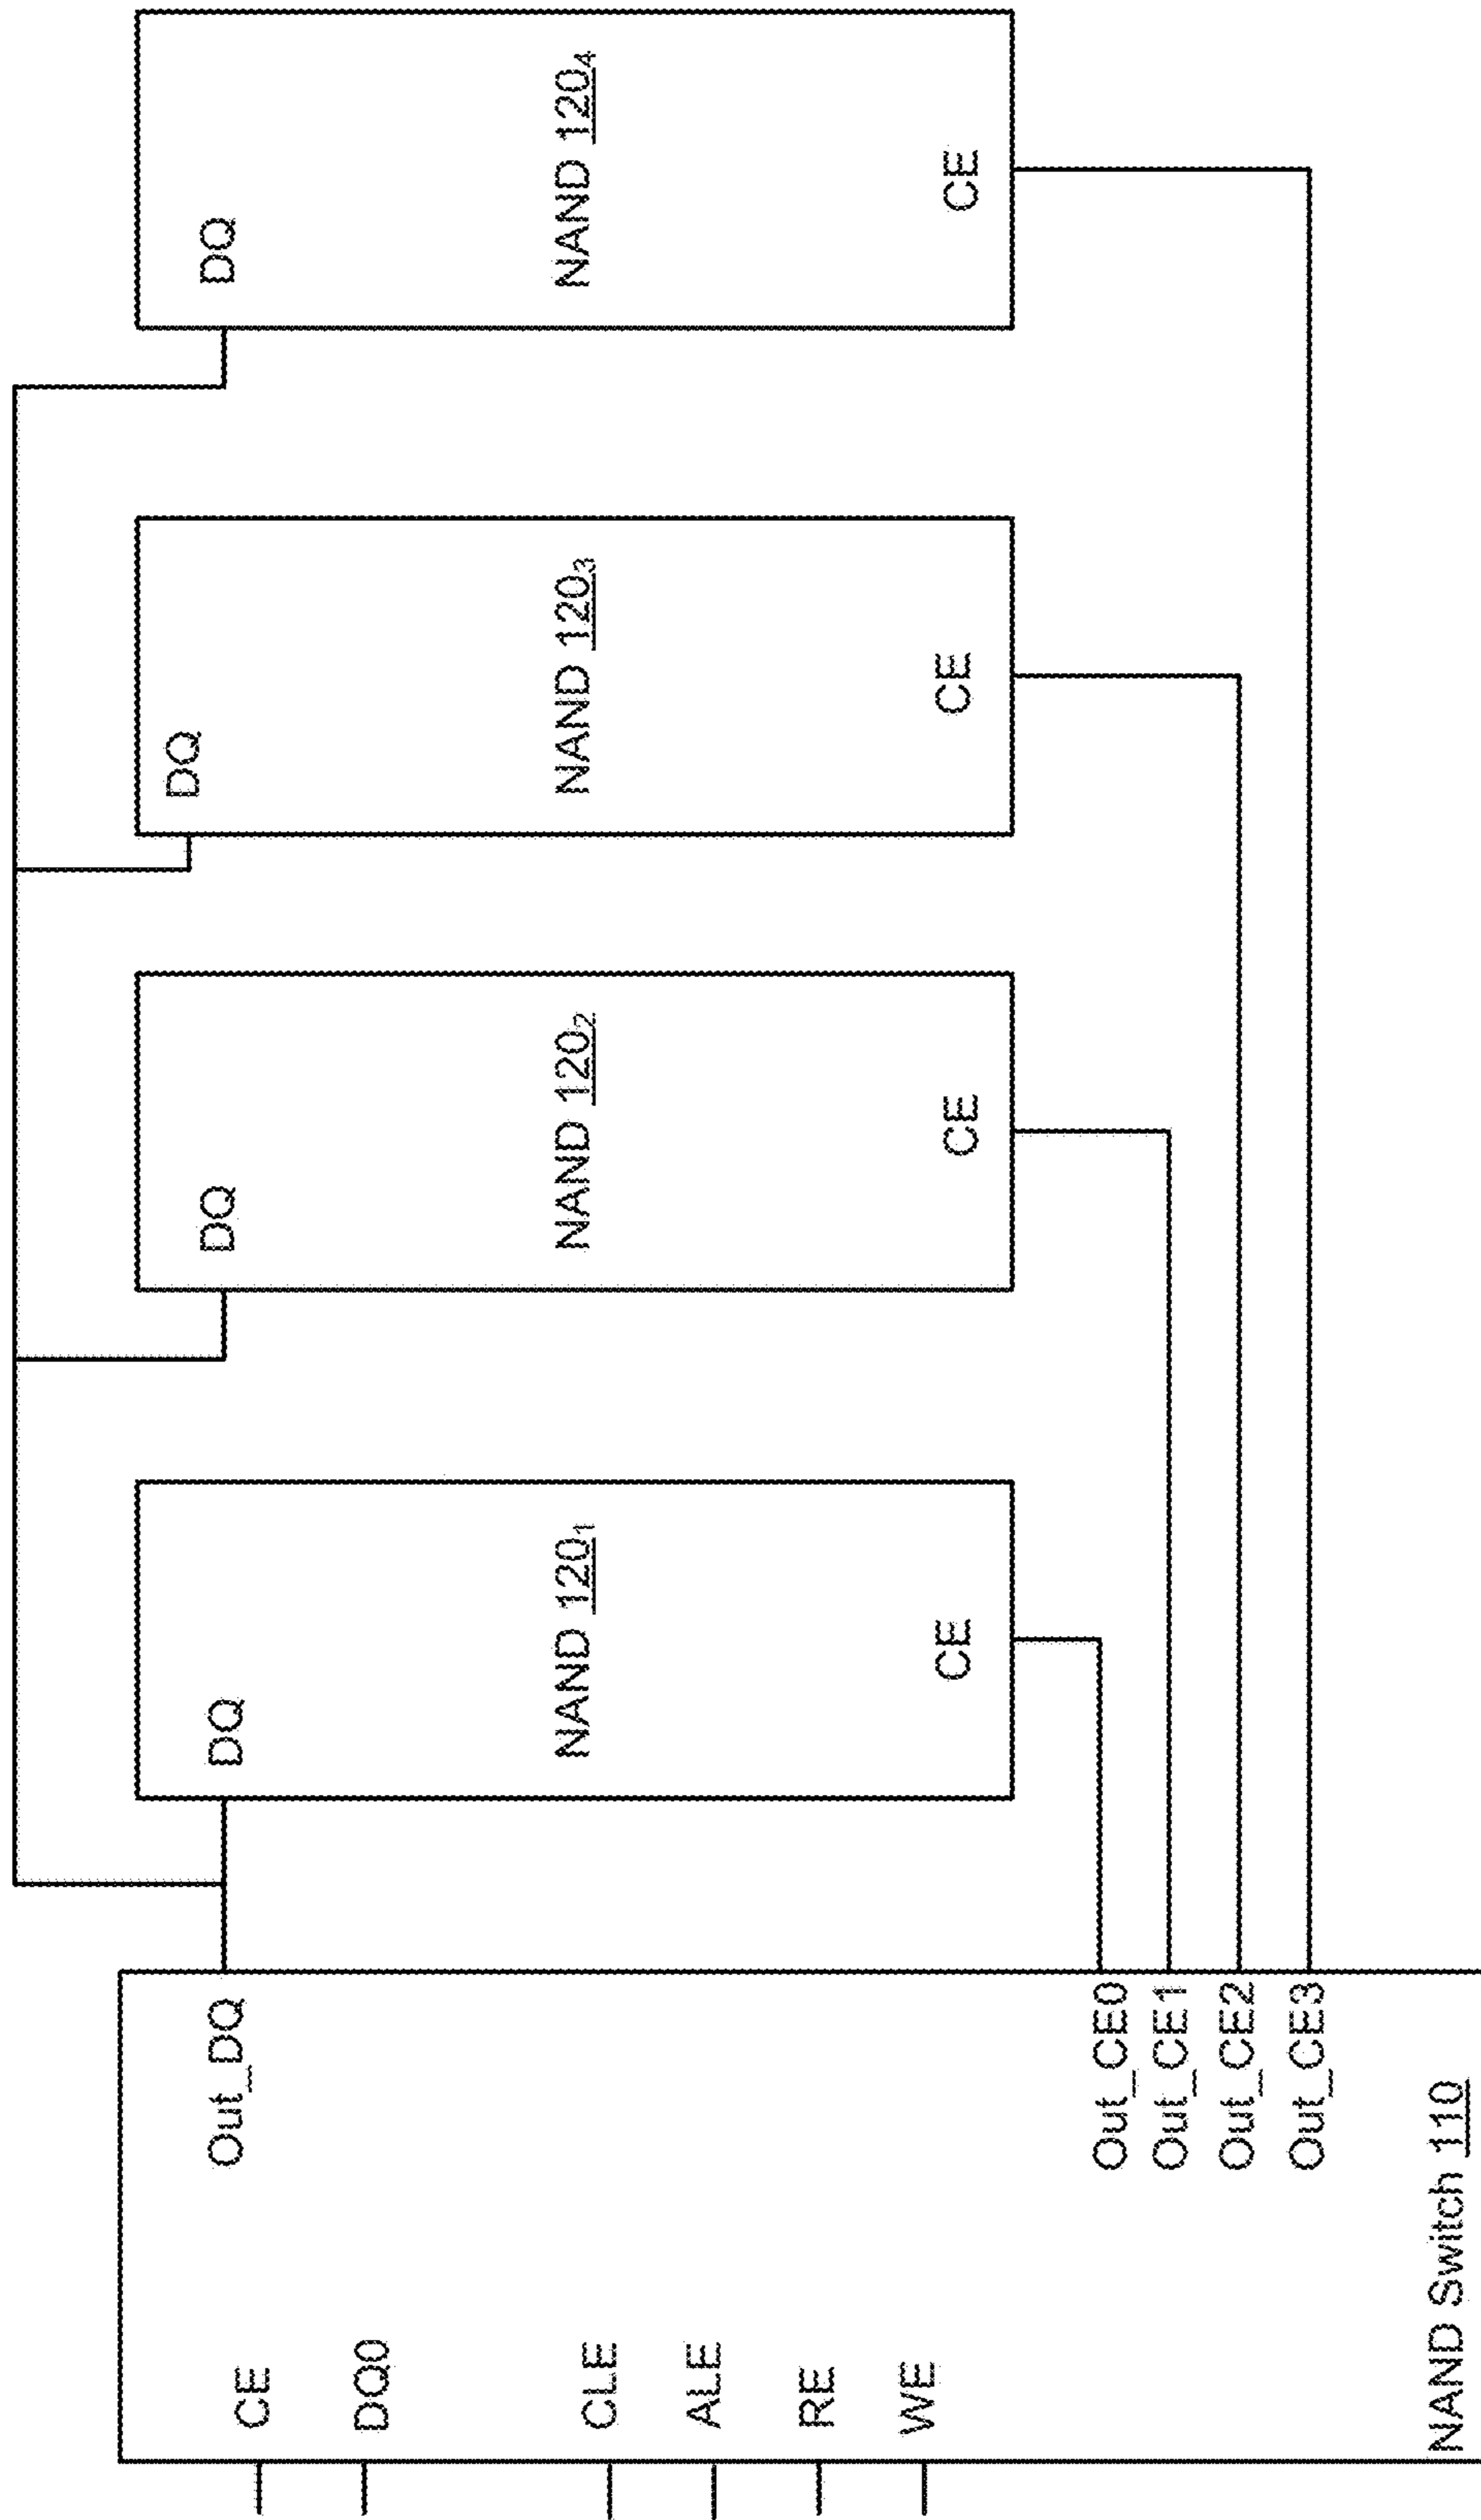 CE
DQ0
CLE
ALE
RE
WE
Out_DQ
Out_CE0
Out_CE1
Out_CE2
Out_CE3
NAND Switch 110
DQ
NAND 120₁
CE
DQ
NAND 120₂
CE
DQ
NAND 120₃
CE
DQ
NAND 120₄
CE